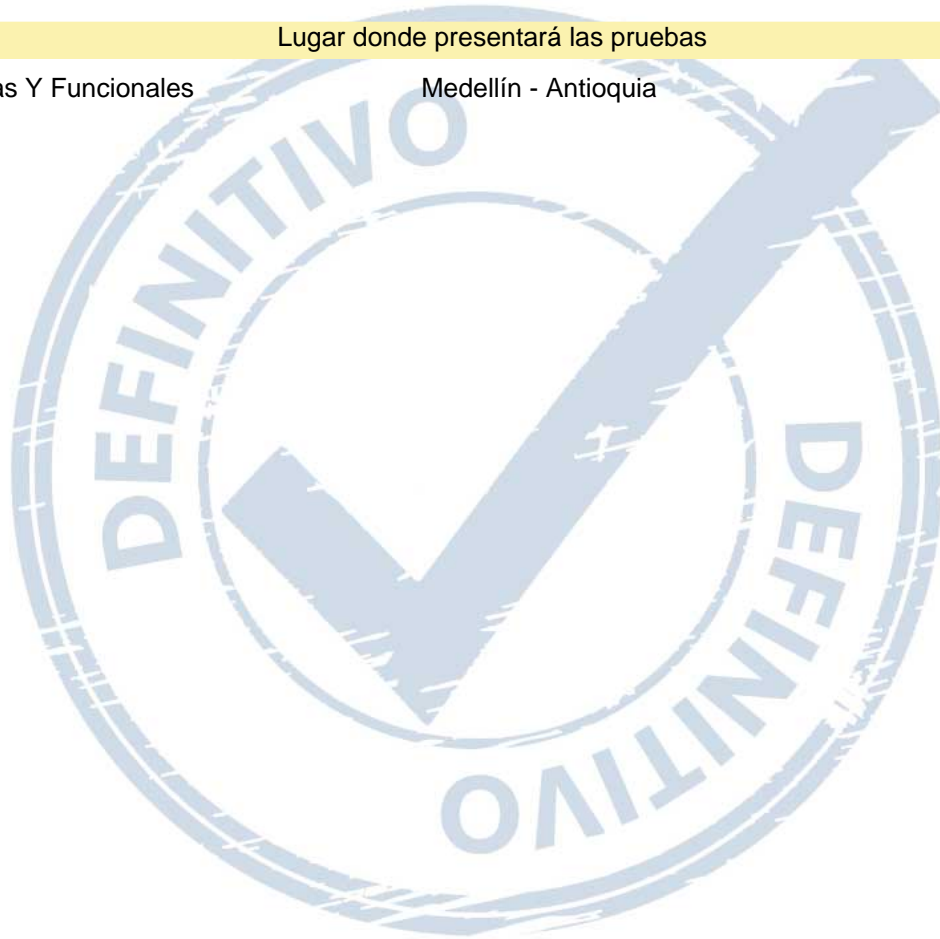 Lugar donde presentará las pruebas
as Y Funcionales Medellín - Antioquia
DEFINITIVO
DEFINITIVO